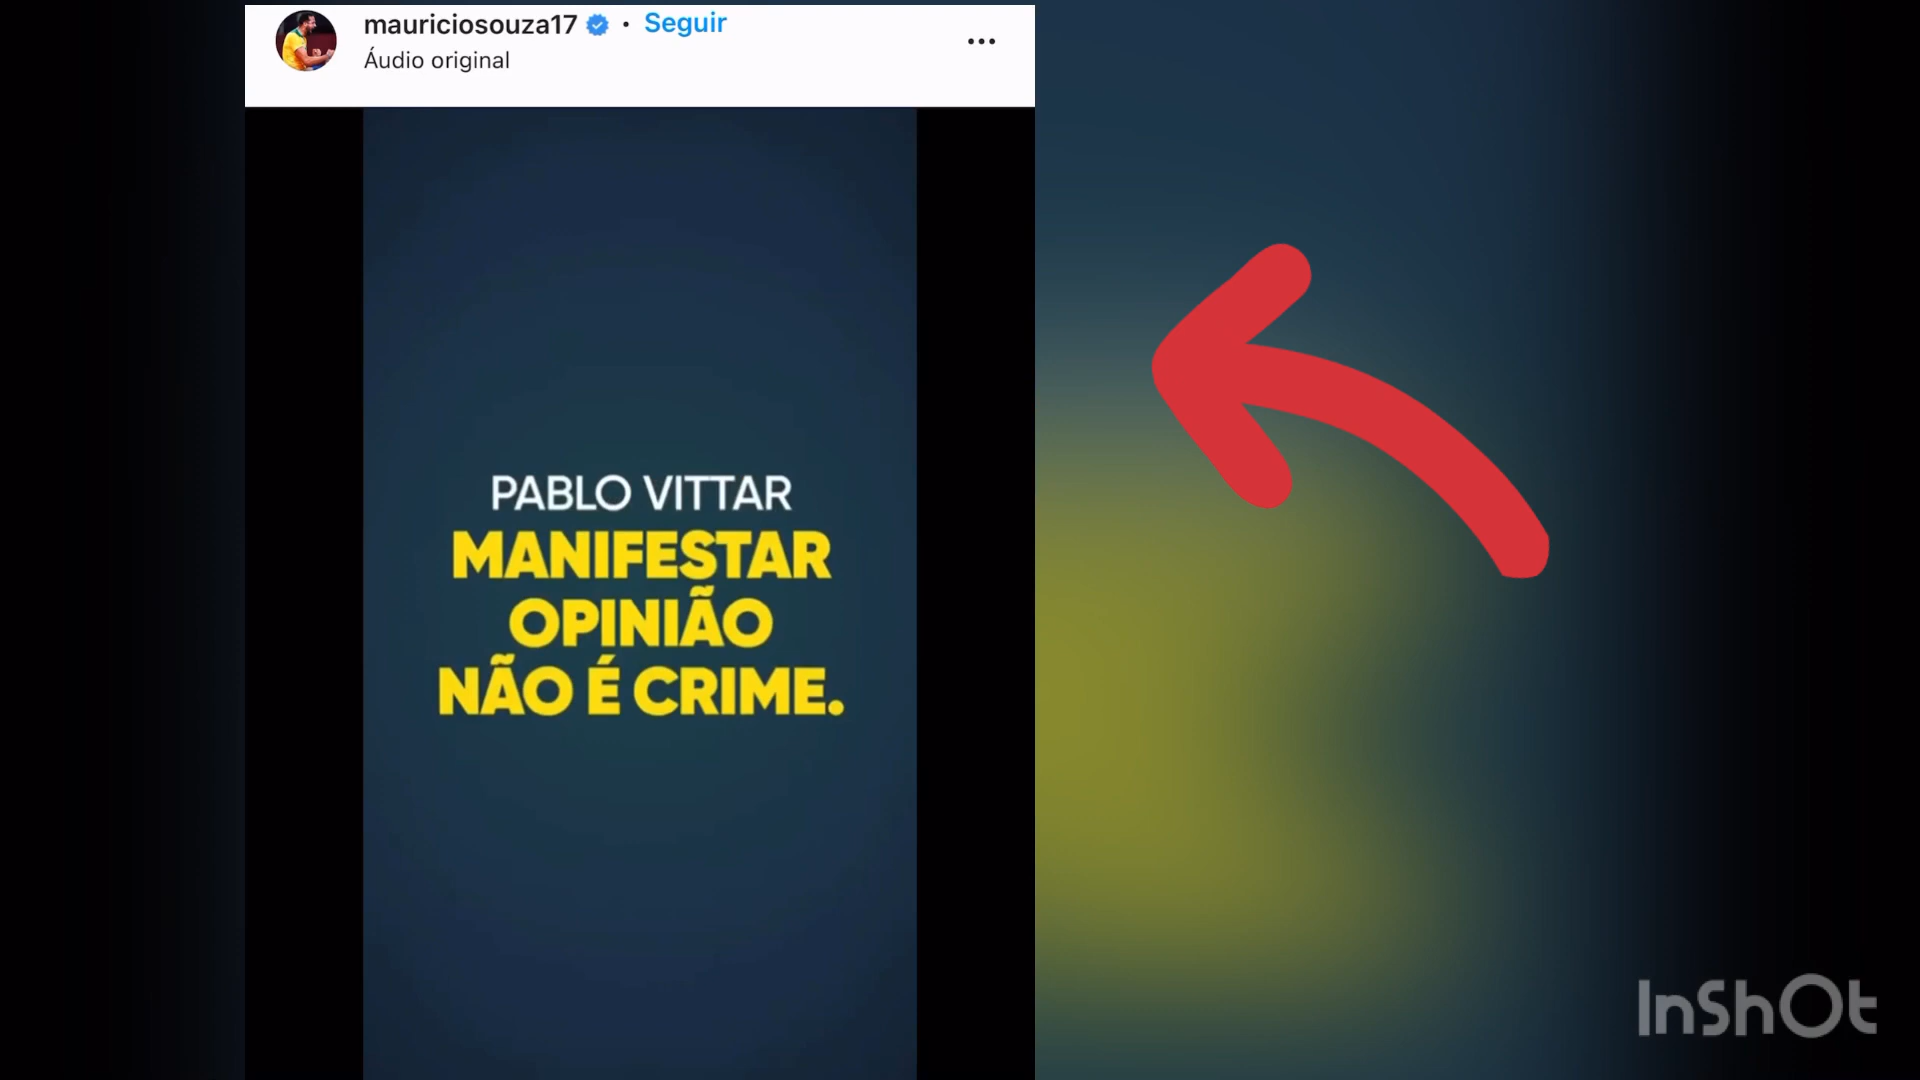 mauriciosouza17 • Seguir
Áudio original
PABLO VITTAR
MANIFESTAR
OPINIÃO
NÃO É CRIME.
InShOt